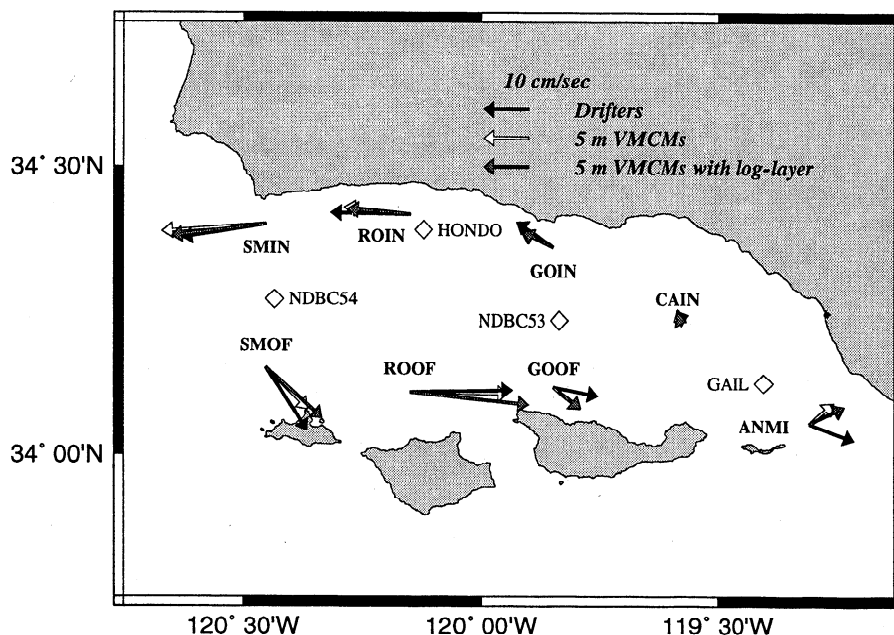 10 cm/sec
Drifters
5 m VMCMs
5 m VMCMs with log-layer
34° 30'N
ROIN
HONDO
SMIN
GOIN
NDBC54
CAIN
NDBC53
SMOF
ROOF
GOOF
GAIL
ANMI
34° 00'N
120° 30'W
120° 00'W
119° 30'W